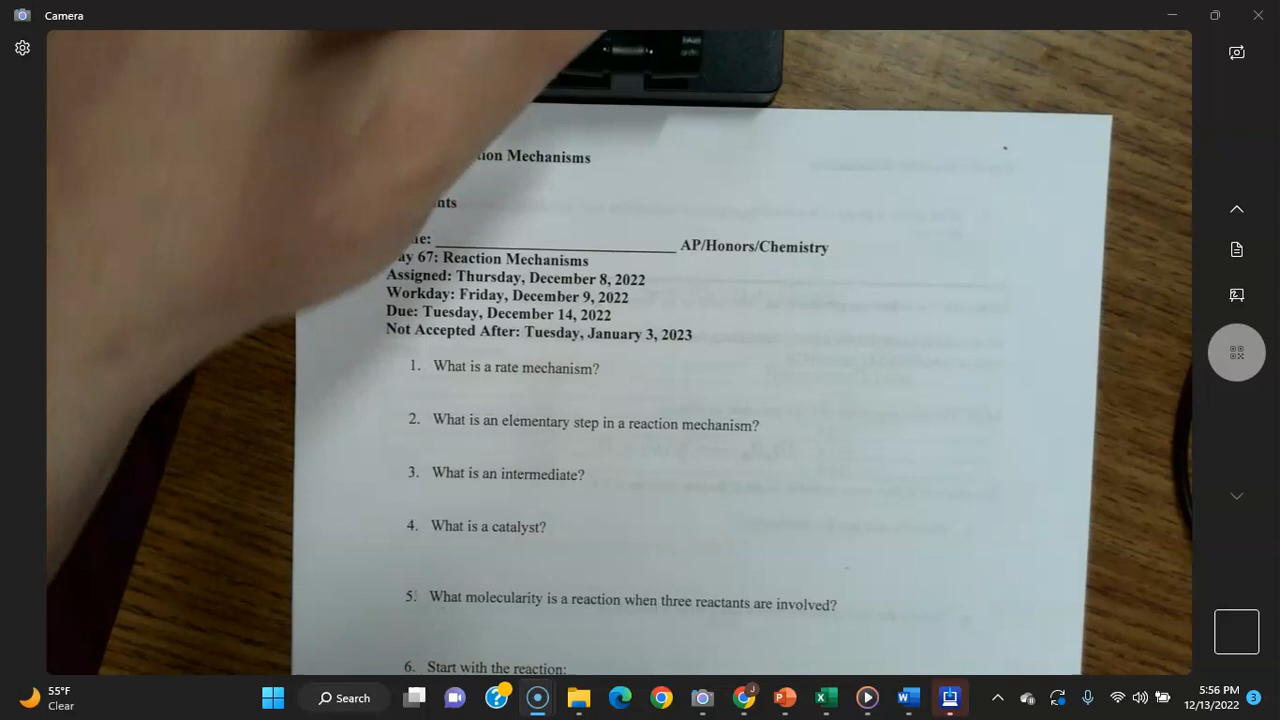 Camera
ion Mechanisms
nts
me: ____________ AP/Honors/Chemistry
ay 67: Reaction Mechanisms
Assigned: Thursday, December 8, 2022
Workday: Friday, December 9, 2022
Due: Tuesday, December 14, 2022
Not Accepted After: Tuesday, January 3, 2023
1. What is a rate mechanism?
2. What is an elementary step in a reaction mechanism?
3. What is an intermediate?
4. What is a catalyst?
5. What molecularity is a reaction when three reactants are involved?
6. Start with the reaction:
55°F
Clear
Search
5:56 PM
12/13/2022
3